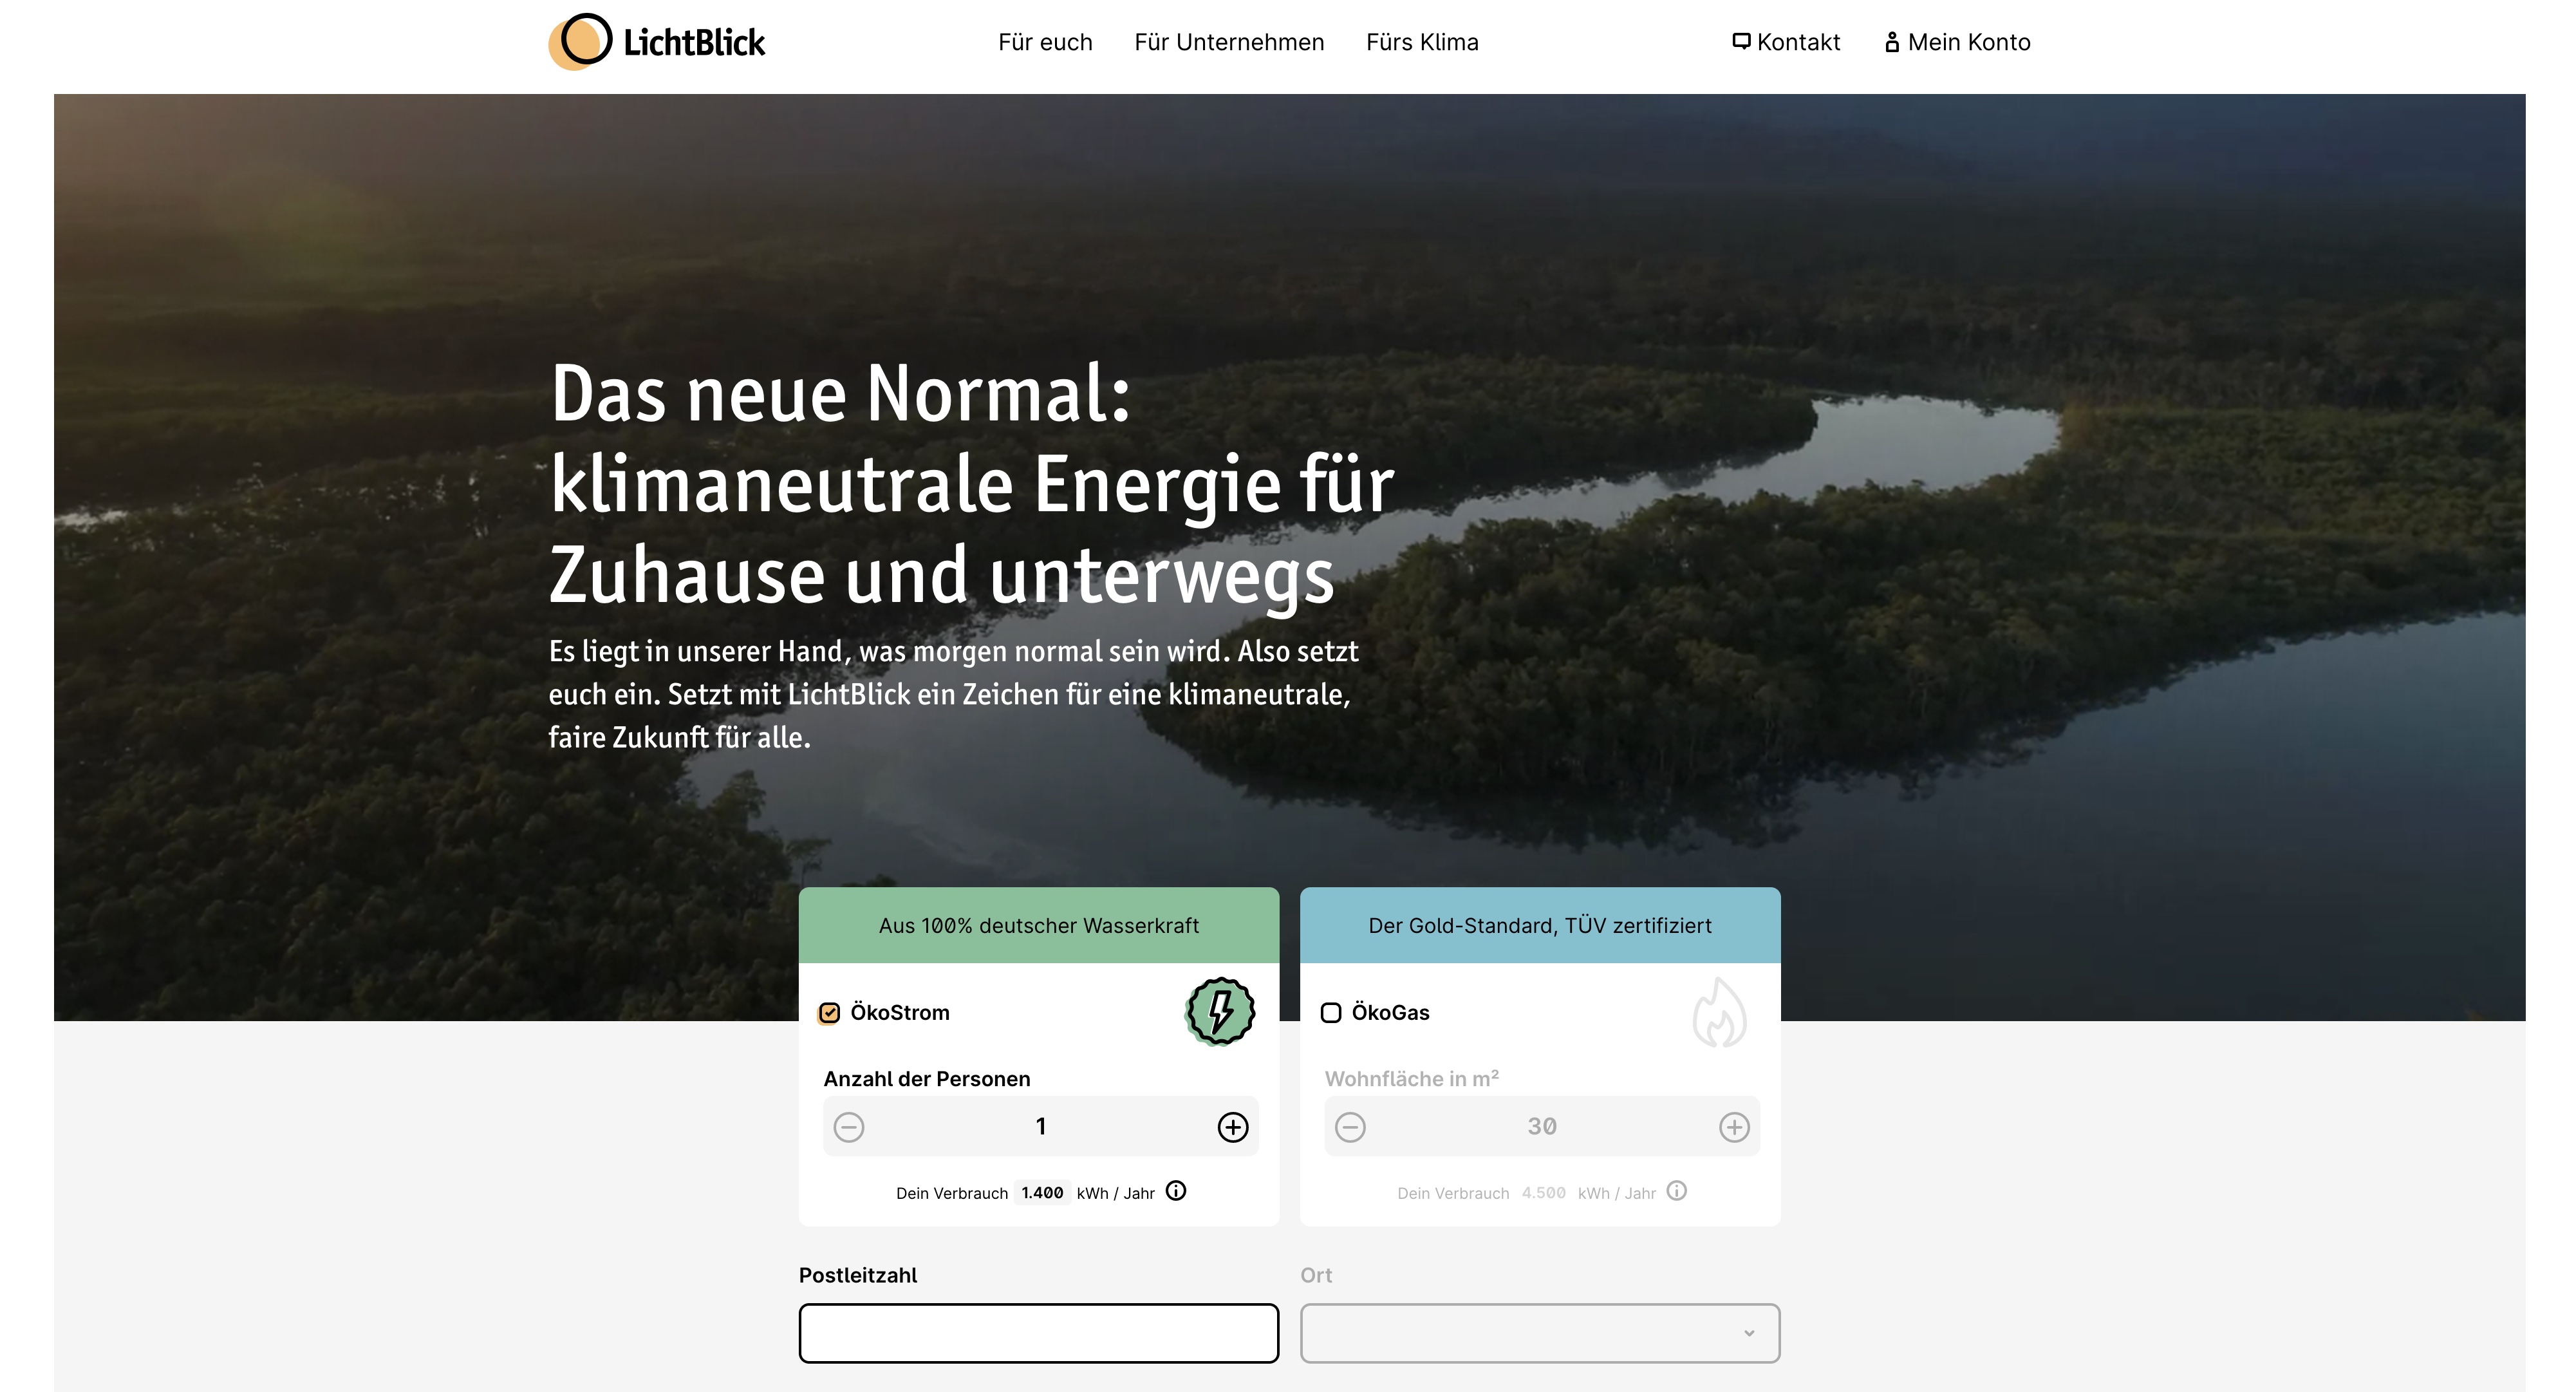 LichtBlick
Für euch
Für Unternehmen
Fürs Klima
Kontakt
Mein Konto
Das neue Normal:
klimaneutrale Energie für
Zuhause und unterwegs
Es liegt in unserer Hand, was morgen normal sein wird. Also setzt
euch ein. Setzt mit LichtBlick ein Zeichen für eine klimaneutrale,
faire Zukunft für alle.
Aus 100% deutscher Wasserkraft
ÖkoStrom
Anzahl der Personen
1
Dein Verbrauch 1.400 kWh / Jahr
Der Gold-Standard, TÜV zertifiziert
ÖkoGas
Wohnfläche in m²
30
Dein Verbrauch 4.500 kWh / Jahr
Postleitzahl
Ort